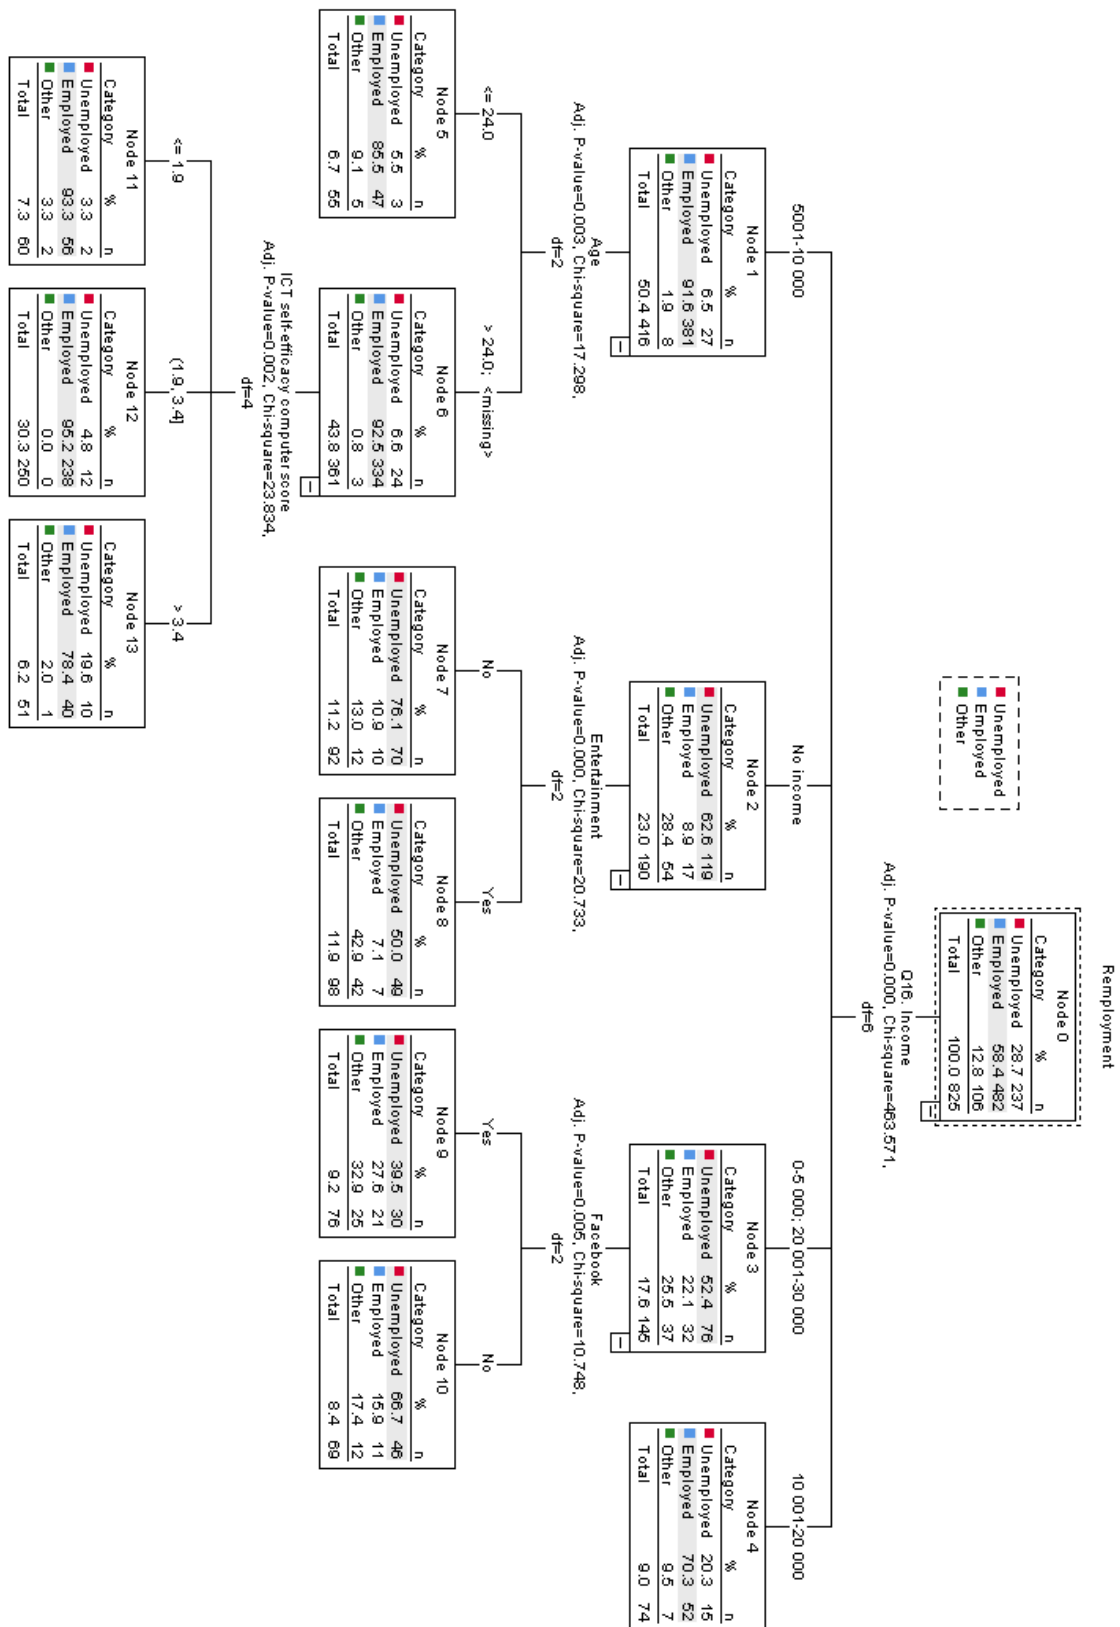 Remployment
Unemployed
Employed
Other
Node 0
Category % n
Unemployed 28.7 237
Employed 58.4 482
Other 12.8 106
Total 100.0 825
Q16. Income
Adj. P-value=0.000, Chi-square=463.571,
df=6
5001-10 000
No income
0-5 000; 20 001-30 000
10 001-20 000
Node 1
Category % n
Unemployed 6.5 27
Employed 91.6 381
Other 1.9 8
Total 50.4 416
Node 2
Category % n
Unemployed 62.6 119
Employed 8.9 17
Other 28.4 54
Total 23.0 190
Node 3
Category % n
Unemployed 52.4 76
Employed 22.1 32
Other 25.5 37
Total 17.6 145
Node 4
Category % n
Unemployed 20.3 15
Employed 70.3 52
Other 9.5 7
Total 9.0 74
Age
Adj. P-value=0.003, Chi-square=17.298,
df=2
Entertainment
Adj. P-value=0.000, Chi-square=20.733,
df=2
Facebook
Adj. P-value=0.005, Chi-square=10.748,
df=2
<= 24.0
> 24.0; <missing>
No
Yes
Yes
No
Node 5
Category % n
Unemployed 5.5 3
Employed 85.5 47
Other 9.1 5
Total 6.7 55
Node 6
Category % n
Unemployed 6.6 24
Employed 92.5 334
Other 0.8 3
Total 43.8 361
Node 7
Category % n
Unemployed 76.1 70
Employed 10.9 10
Other 13.0 12
Total 11.2 92
Node 8
Category % n
Unemployed 50.0 49
Employed 7.1 7
Other 42.9 42
Total 11.9 98
Node 9
Category % n
Unemployed 39.5 30
Employed 27.6 21
Other 32.9 25
Total 9.2 76
Node 10
Category % n
Unemployed 66.7 46
Employed 15.9 11
Other 17.4 12
Total 8.4 69
ICT self-efficacy computer score
Adj. P-value=0.002, Chi-square=23.834,
df=4
<= 1.9
(1.9, 3.4]
> 3.4
Node 11
Category % n
Unemployed 3.3 2
Employed 93.3 56
Other 3.3 2
Total 7.3 60
Node 12
Category % n
Unemployed 4.8 12
Employed 95.2 238
Other 0.0 0
Total 30.3 250
Node 13
Category % n
Unemployed 19.6 10
Employed 78.4 40
Other 2.0 1
Total 6.2 51